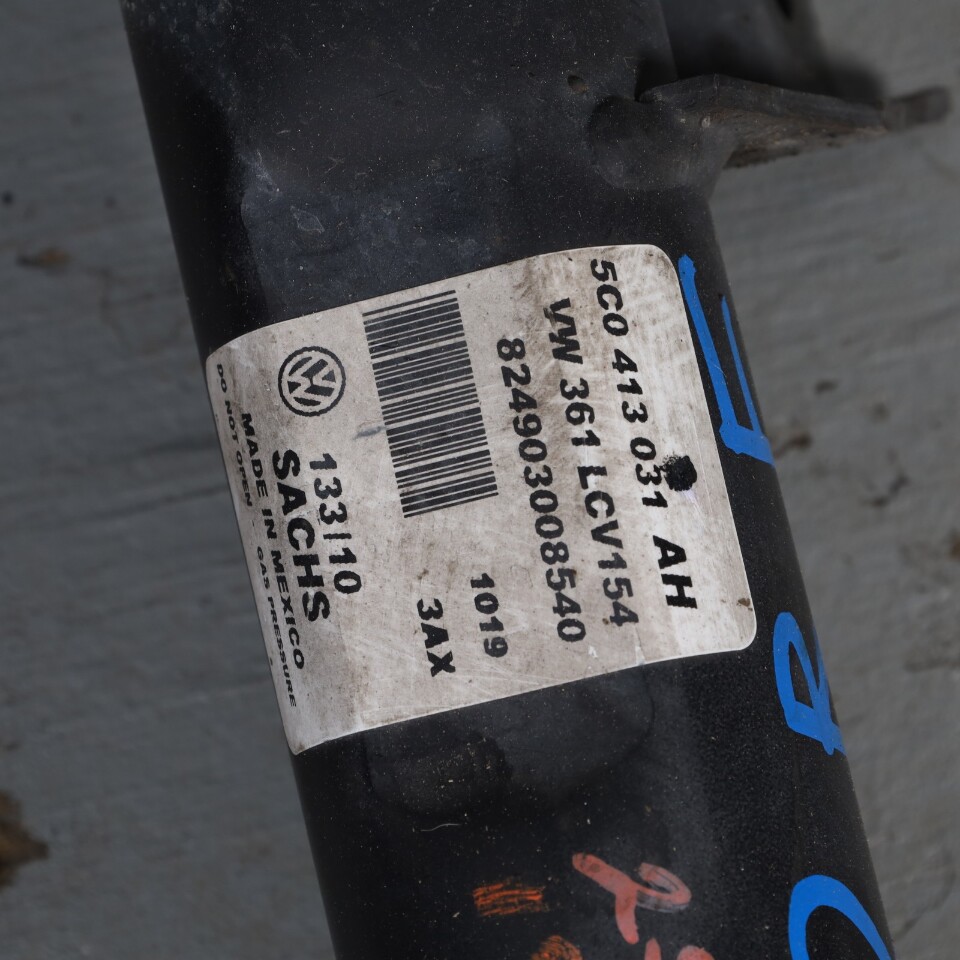 5C0 413 031 AH
VW 361 LCV154
824903008540
1019
3AX
133/10
SACHS
MADE IN MEXICO
DO NOT OPEN GAS PRESSURE